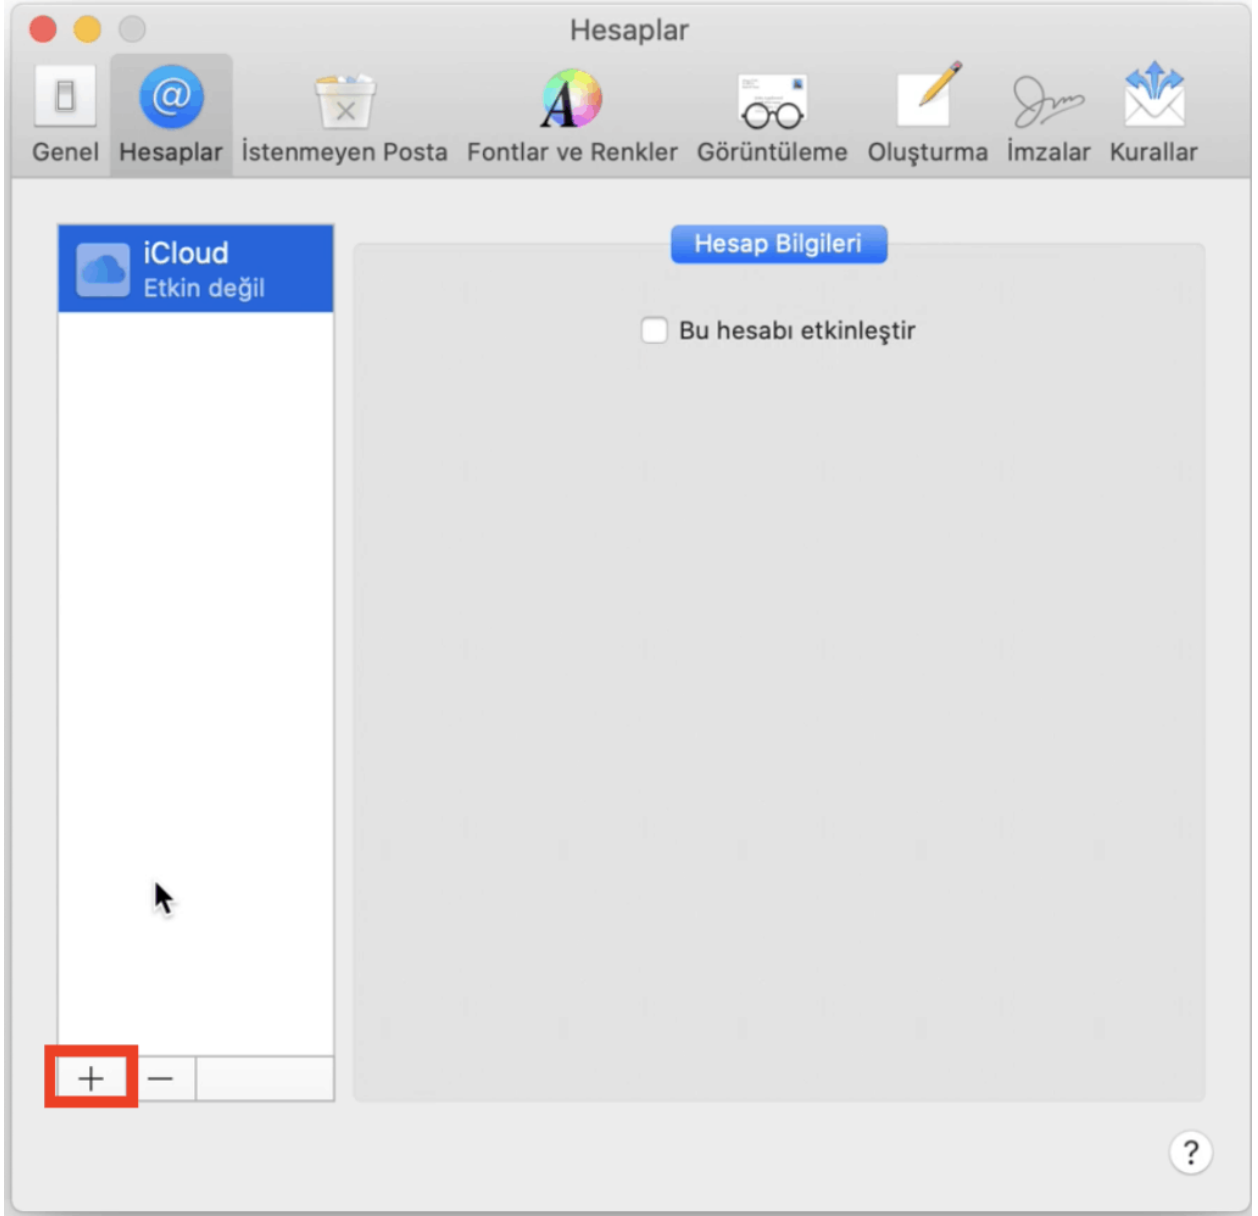 Hesaplar
Genel Hesaplar İstenmeyen Posta Fontlar ve Renkler Görüntüleme Oluşturma İmzalar Kurallar
iCloud
Etkin değil
Hesap Bilgileri
Bu hesabı etkinleştir
+ −
?